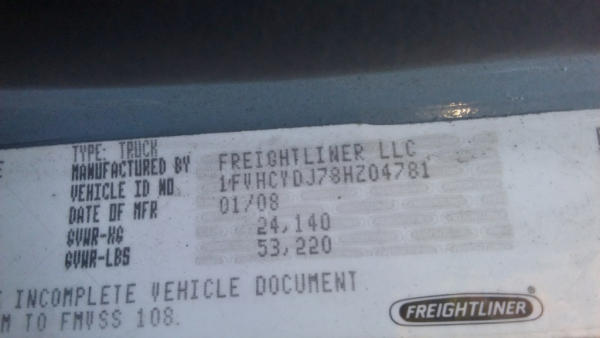 TYPE: TRUCK
MANUFACTURED BY FREIGHTLINER LLC
VEHICLE ID NO. 1FVHCYDJ78HZ04781
DATE OF MFR 01/08
GVWR-KG 24,140
GVWR-LBS 53,220
INCOMPLETE VEHICLE DOCUMENT
M TO FMVSS 108.
FREIGHTLINER